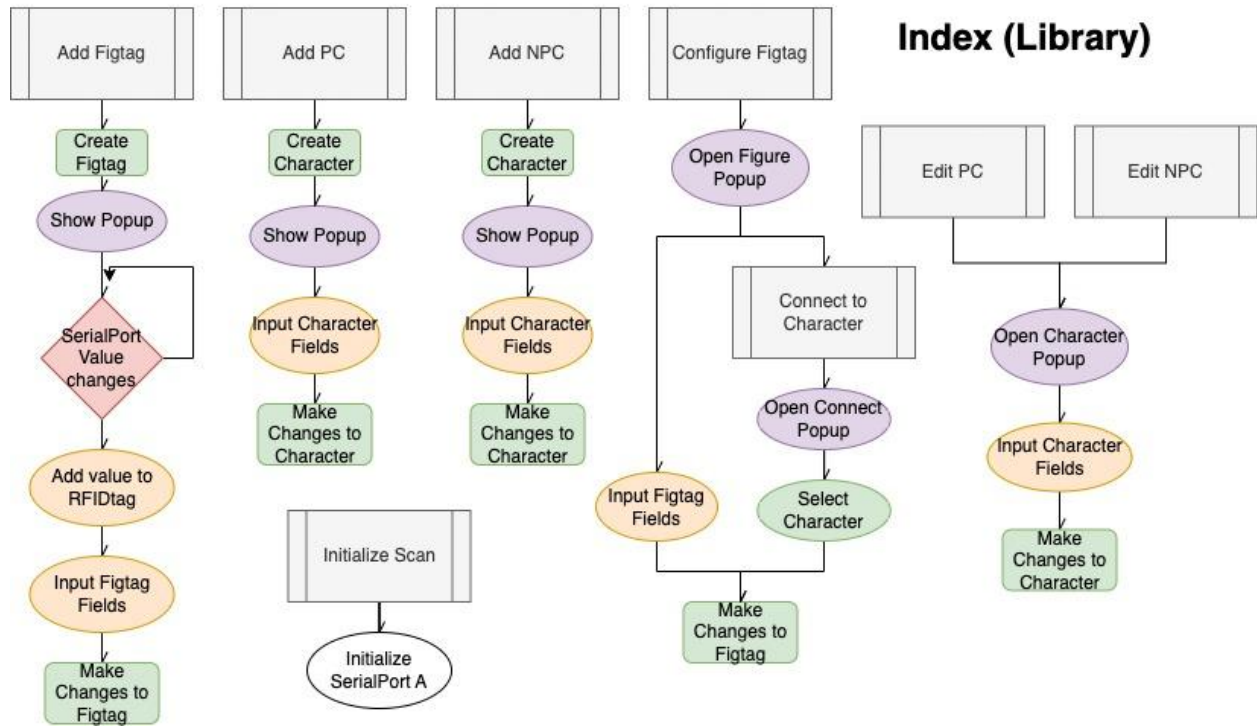 Index (Library)
Add Figtag
Create
Figtag
Show Popup
SerialPort
Value
changes
Add value to
RFIDtag
Input Figtag
Fields
Make
Changes to
Figtag
Add PC
Create
Character
Show Popup
Input Character
Fields
Make
Changes to
Character
Add NPC
Create
Character
Show Popup
Input Character
Fields
Make
Changes to
Character
Initialize Scan
Initialize
SerialPort A
Configure Figtag
Open Figure
Popup
Connect to
Character
Open Connect
Popup
Input Figtag
Fields
Select
Character
Make
Changes to
Figtag
Edit PC
Edit NPC
Open Character
Popup
Input Character
Fields
Make
Changes to
Character